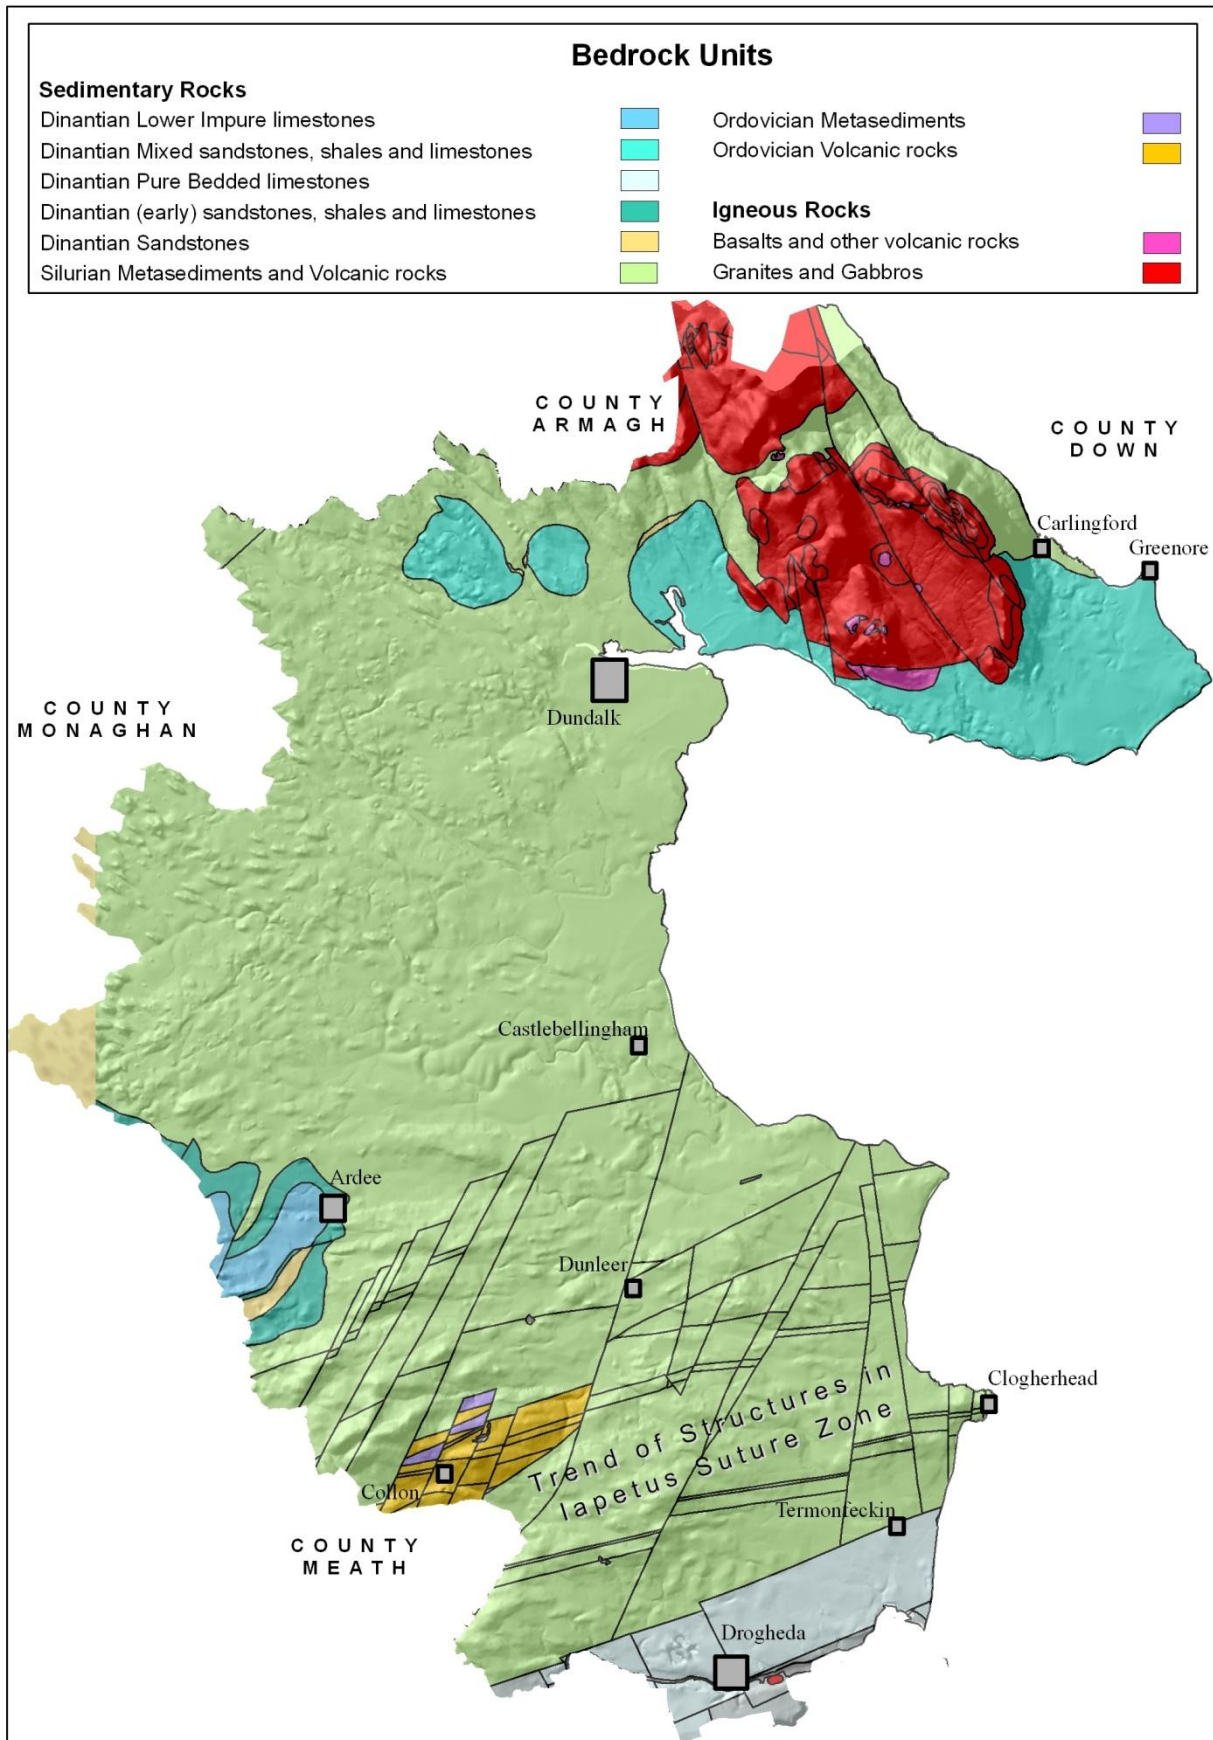 Bedrock Units
Sedimentary Rocks
Dinantian Lower Impure limestones
Dinantian Mixed sandstones, shales and limestones
Dinantian Pure Bedded limestones
Dinantian (early) sandstones, shales and limestones
Dinantian Sandstones
Silurian Metasediments and Volcanic rocks
Ordovician Metasediments
Ordovician Volcanic rocks
Igneous Rocks
Basalts and other volcanic rocks
Granites and Gabbros
COUNTY
ARMAGH
COUNTY
DOWN
Carlingford
Greenore
COUNTY
MONAGHAN
Dundalk
Castlebellingham
Ardee
Dunleer
Clogherhead
Trend of Structures in
Iapetus Suture Zone
Collon
Termonfeckin
COUNTY
MEATH
Drogheda